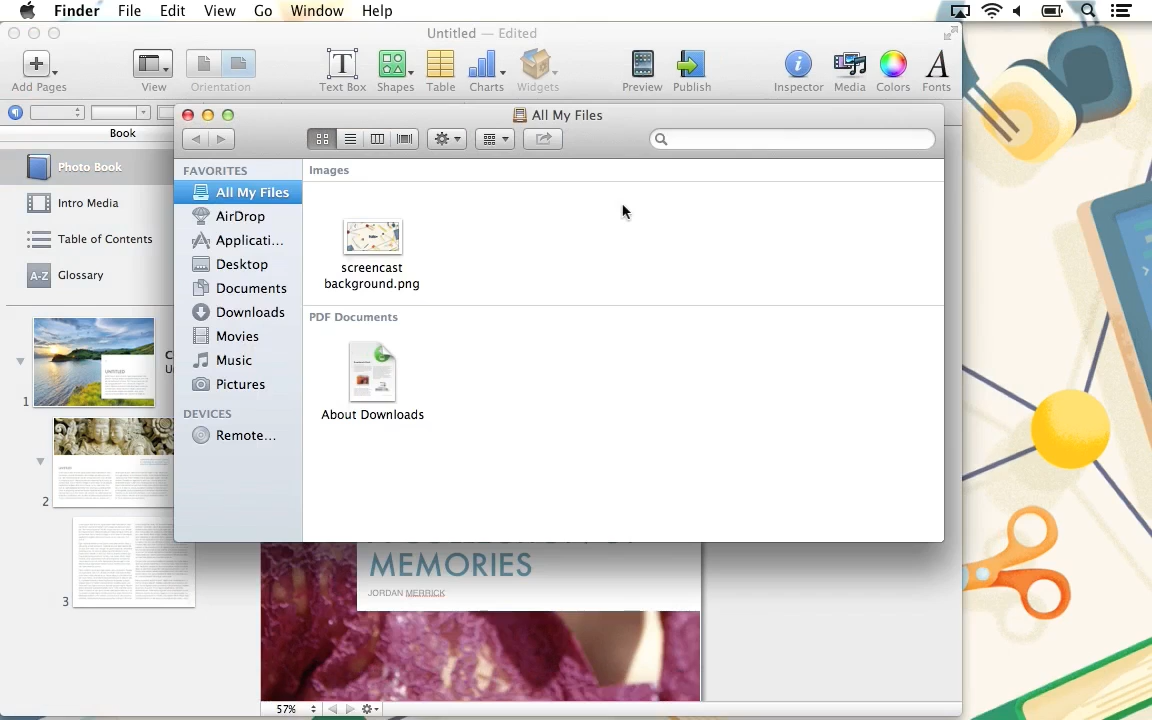 Finder File Edit View Go Window Help
Untitled — Edited
Add Pages View Orientation Text Box Shapes Table Charts Widgets Preview Publish Inspector Media Colors Fonts
Book
All My Files
Photo Book
Intro Media
Table of Contents
A-Z Glossary
FAVORITES
All My Files
AirDrop
Applicati...
Desktop
Documents
Downloads
Movies
Music
Pictures
DEVICES
Remote...
Images
screencast
background.png
PDF Documents
About Downloads
UNTITLED
1
2
3
MEMORIES
JORDAN MERRICK
57%